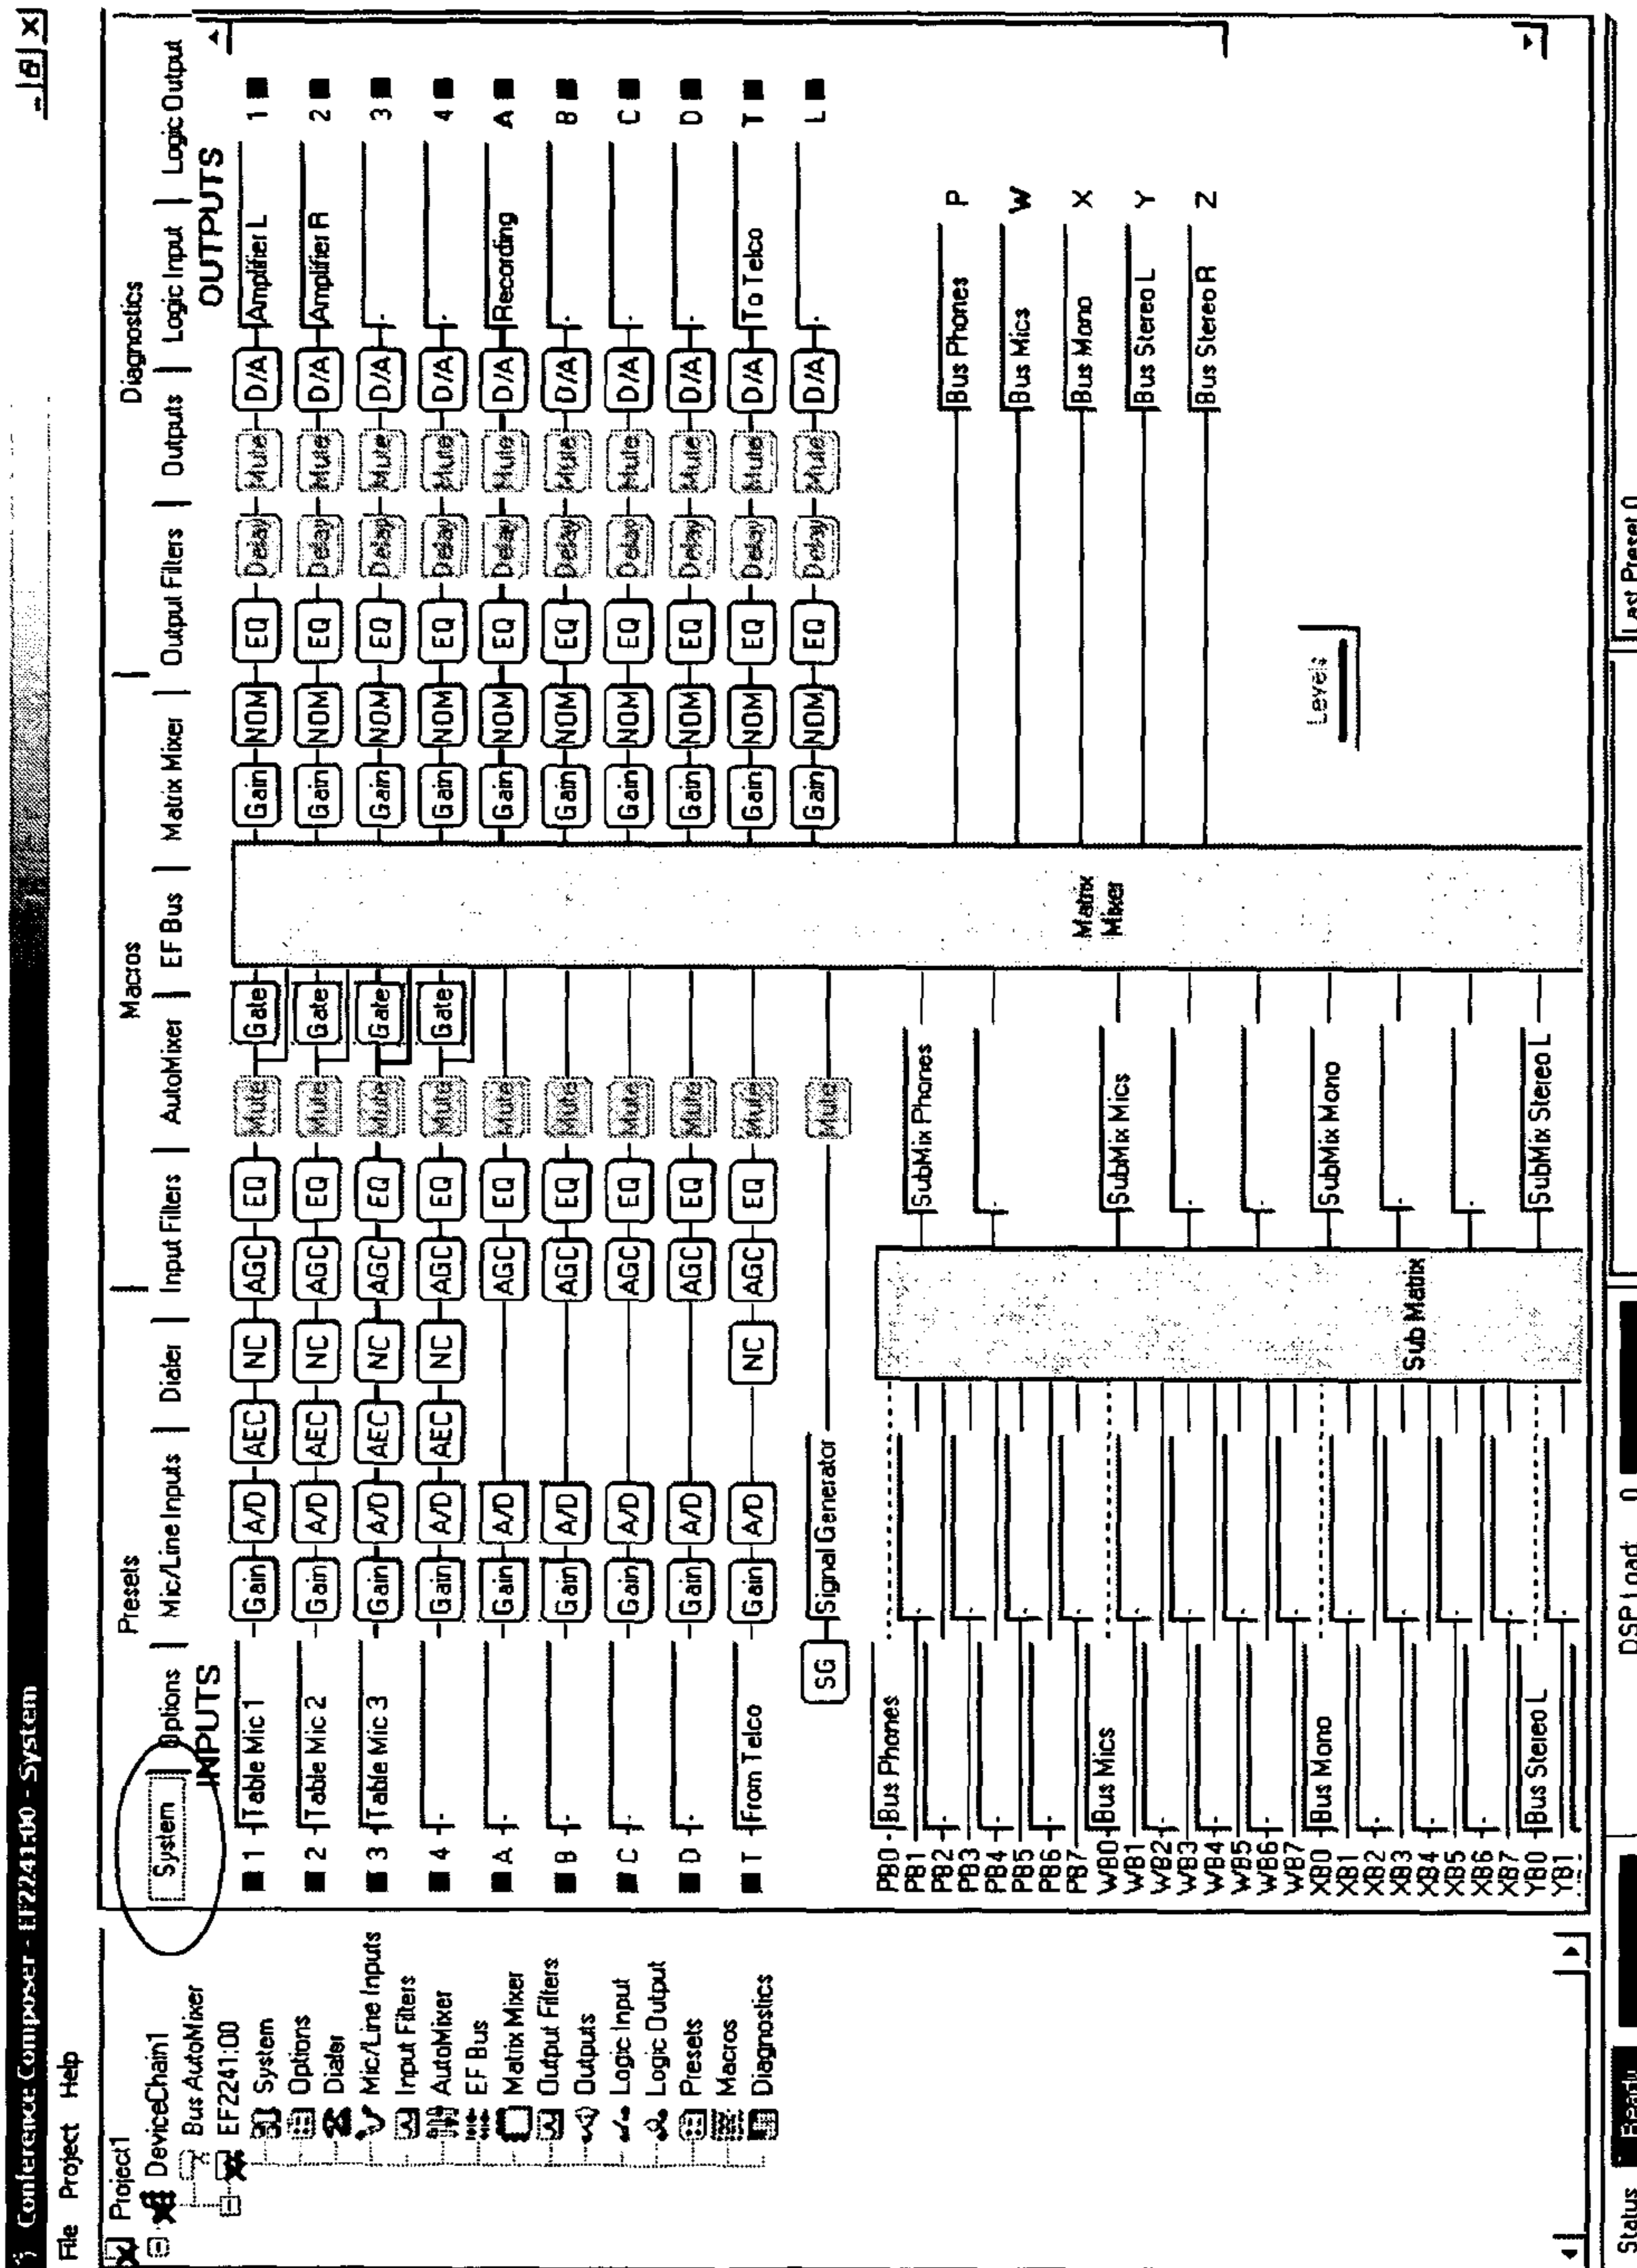 Conference Composer - EF2241:00 - System
File Project Help
Project1
DeviceChain1
Bus AutoMixer
EF2241:00
System
Options
Dialer
Mic/Line Inputs
Input Filters
AutoMixer
EF Bus
Matrix Mixer
Output Filters
Outputs
Logic Input
Logic Output
Presets
Macros
Diagnostics
Presets Macros Diagnostics
System Options Mic/Line Inputs Dialer Input Filters AutoMixer EF Bus Matrix Mixer Output Filters Outputs Logic Input Logic Output
INPUTS OUTPUTS
1 Table Mic 1 Gain A/D AEC NC AGC EQ Mute Gate Gain NOM EQ Delay Mute D/A Amplifier L 1
2 Table Mic 2 Gain A/D AEC NC AGC EQ Mute Gate Gain NOM EQ Delay Mute D/A Amplifier R 2
3 Table Mic 3 Gain A/D AEC NC AGC EQ Mute Gate Gain NOM EQ Delay Mute D/A . 3
4 . Gain A/D AEC NC AGC EQ Mute Gate Gain NOM EQ Delay Mute D/A . 4
A . Gain A/D AGC EQ Mute Gain NOM EQ Delay Mute D/A Recording A
B . Gain A/D AGC EQ Mute Gain NOM EQ Delay Mute D/A . B
C . Gain A/D AGC EQ Mute Gain NOM EQ Delay Mute D/A . C
D . Gain A/D AGC EQ Mute Gain NOM EQ Delay Mute D/A . D
T From Telco Gain A/D NC AGC EQ Mute Gain NOM EQ Delay Mute D/A To Telco T
SG Signal Generator Mute Gain NOM EQ Delay Mute D/A . L
Matrix
Mixer
Sub Matrix
PB0 Bus Phones
PB1
PB2
PB3
PB4
PB5
PB6
PB7
WB0 Bus Mics
WB1
WB2
WB3
WB4
WB5
WB6
WB7
XB0 Bus Mono
XB1
XB2
XB3
XB4
XB5
XB6
XB7
YB0 Bus Stereo L
YB1
SubMix Phones
SubMix Mics
SubMix Mono
SubMix Stereo L
Bus Phones P
Bus Mics W
Bus Mono X
Bus Stereo L Y
Bus Stereo R Z
Levels
Status Ready DSP Load: 0 Last Preset 0